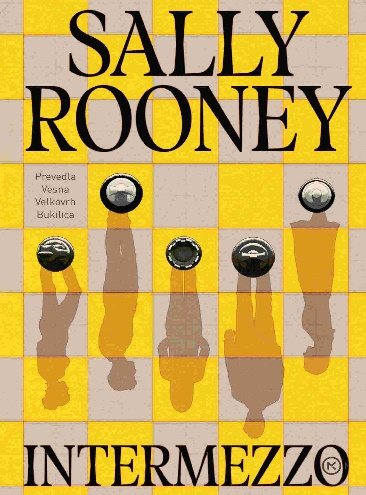 SALLY
ROONEY
Prevedla
Vesna
Velkovrh
Bukilica
INTERMEZZO